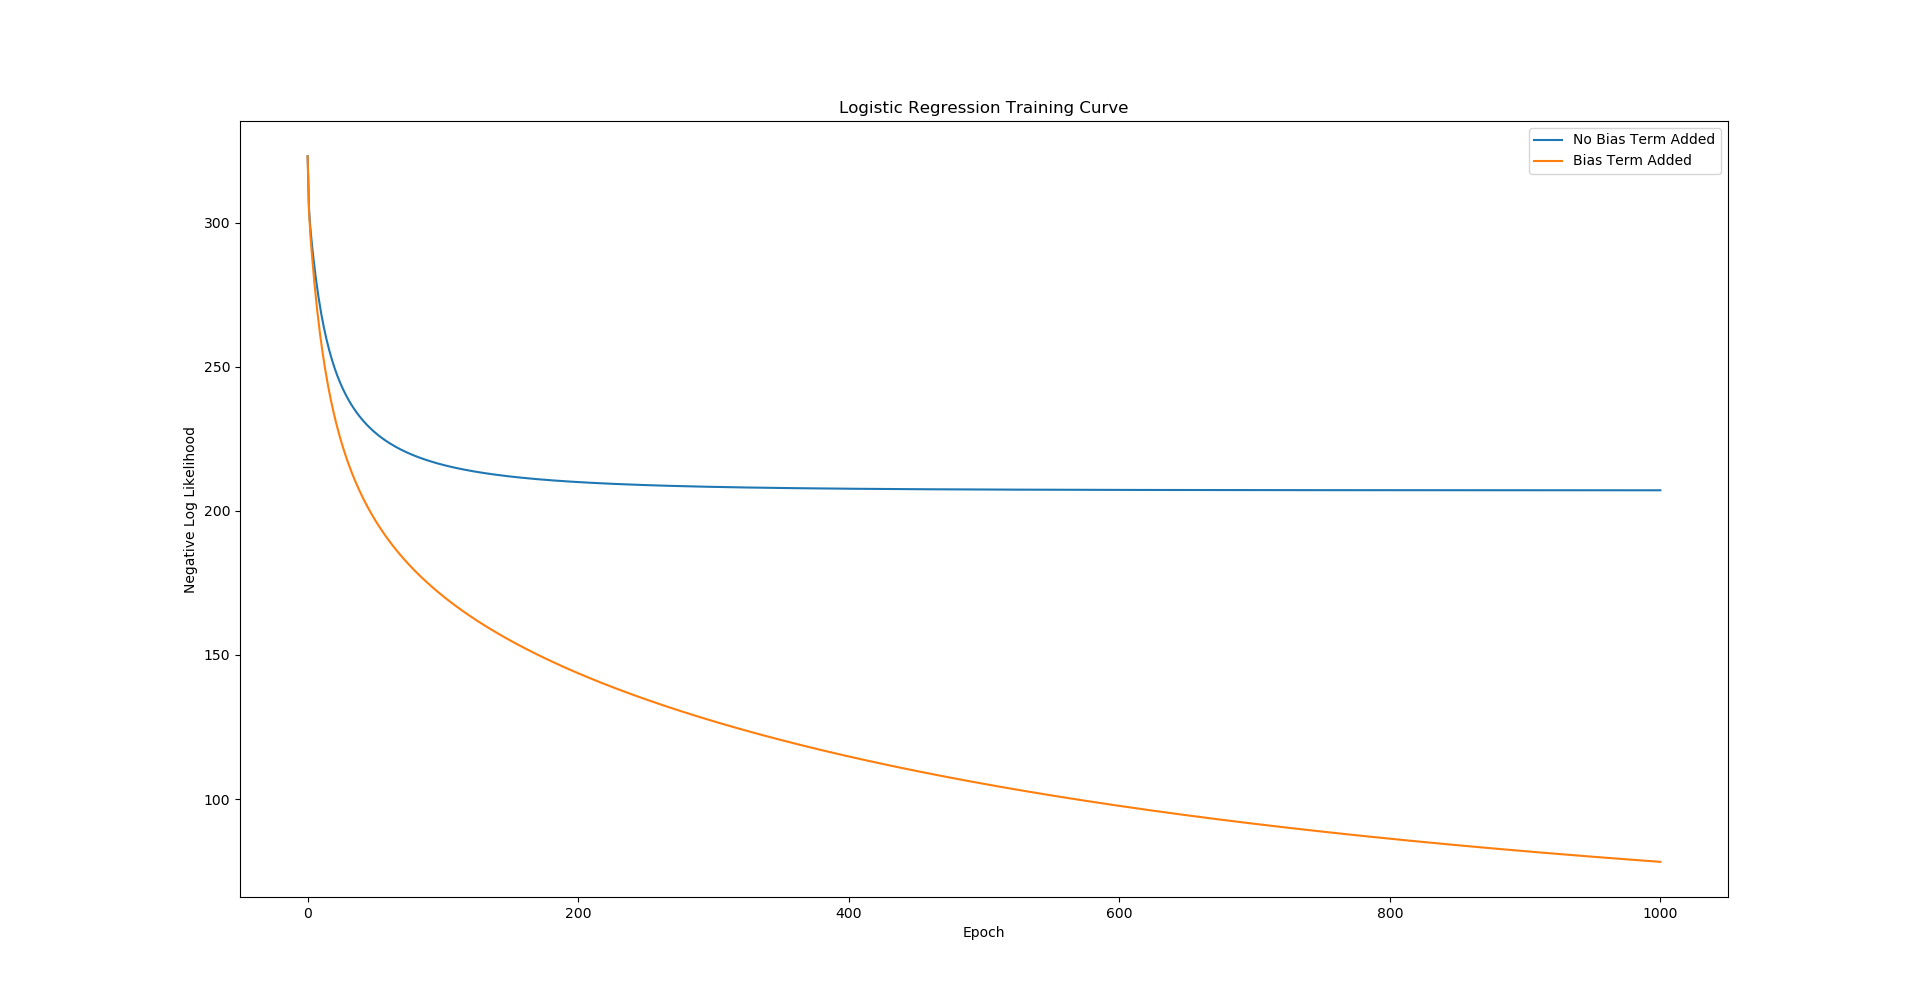 Logistic Regression Training Curve
No Bias Term Added
Bias Term Added
Negative Log Likelihood
300
250
200
150
100
0 200 400 600 800 1000
Epoch